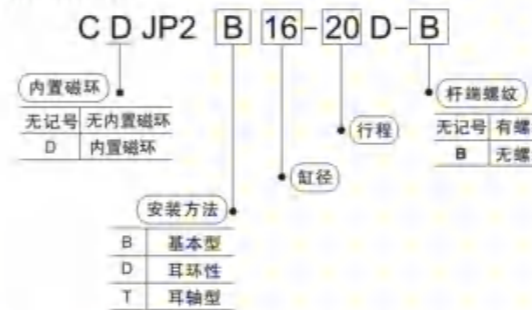 C D JP2 B 16-20 D-B
内置磁环
无记号 无内置磁环
D 内置磁环
杆端螺纹
无记号 有螺
B 无螺
行程
缸径
安装方法
B 基本型
D 耳环性
T 耳轴型